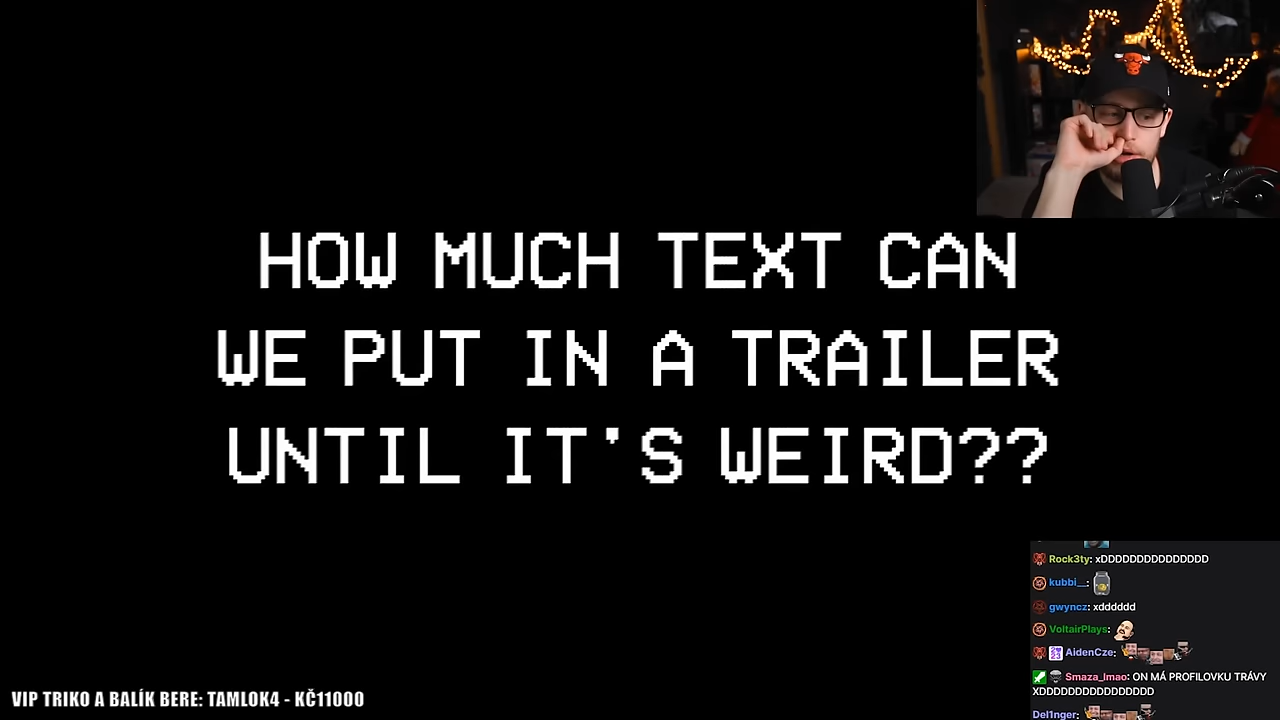 HOW MUCH TEXT CAN
WE PUT IN A TRAILER
UNTIL IT'S WEIRD??
Rock3ty: xDDDDDDDDDDDDDDD
kubbi__:
gwyncz: xdddddd
VoltairPlays:
AidenCze:
Smaza_lmao: ON MÁ PROFILOVKU TRÁVY
XDDDDDDDDDDDDDDDD
Del1nger:
VIP TRIKO A BALÍK BERE: TAMLOK4 - KČ11000